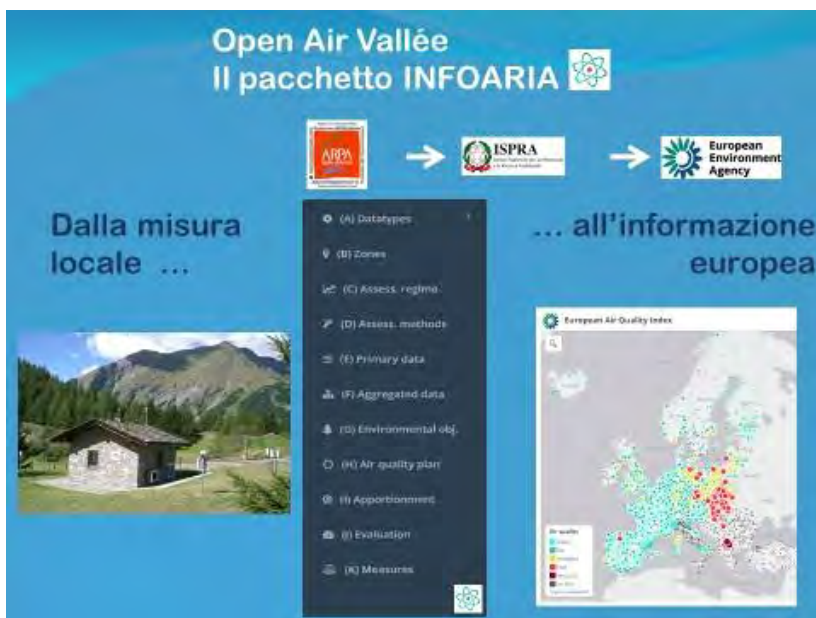 Open Air Vallée
Il pacchetto INFOARIA
ARPA
ISPRA
European
Environment
Agency
Dalla misura
locale ...
... all'informazione
europea
(A) Datatypes
(B) Zones
(C) Assess. regime
(D) Assess. methods
(E) Primary data
(F) Aggregated data
(G) Environmental obj.
(H) Air quality plan
(I) Apportionment
(J) Evaluation
(K) Measures
European Air Quality Index
Air quality